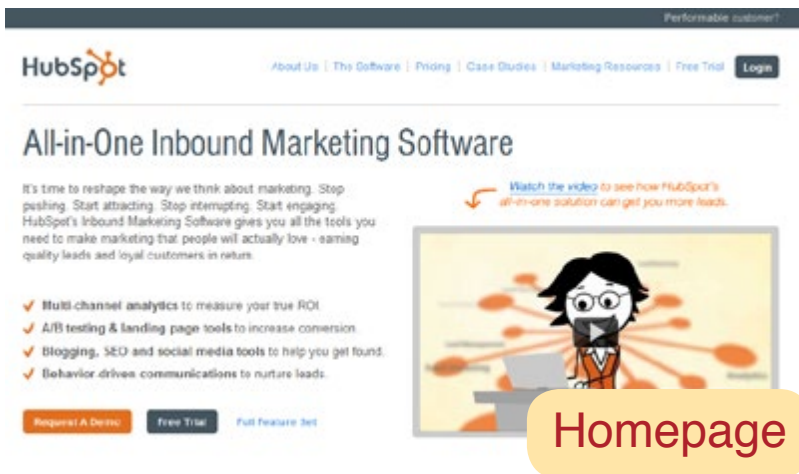 Performable customer?
HubSpot
About Us | The Software | Pricing | Case Studies | Marketing Resources | Free Trial Login
All-in-One Inbound Marketing Software
It's time to reshape the way we think about marketing. Stop
pushing. Start attracting. Stop interrupting. Start engaging.
HubSpot's Inbound Marketing Software gives you all the tools you
need to make marketing that people will actually love - earning
quality leads and loyal customers in return.
Watch the video to see how HubSpot's
all-in-one solution can get you more leads.
Multi-channel analytics to measure your true ROI.
A/B testing & landing page tools to increase conversion.
Blogging, SEO and social media tools to help you get found.
Behavior driven communications to nurture leads.
Request A Demo Free Trial Full Feature Set
Analytics
Homepage